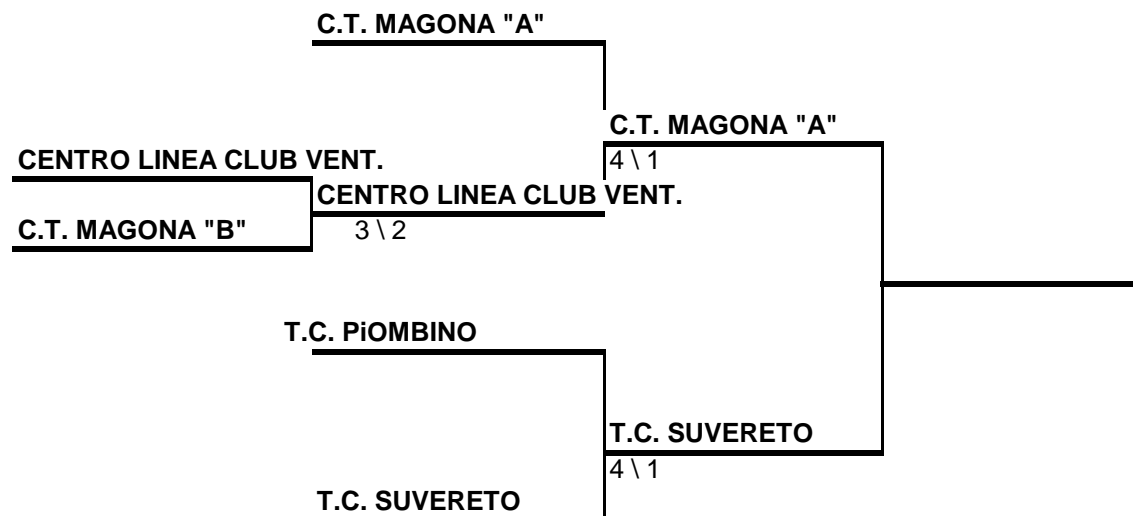 C.T. MAGONA "A"
C.T. MAGONA "A"
CENTRO LINEA CLUB VENT.
4 \ 1
CENTRO LINEA CLUB VENT.
C.T. MAGONA "B"
3 \ 2
T.C. PiOMBINO
T.C. SUVERETO
4 \ 1
T.C. SUVERETO